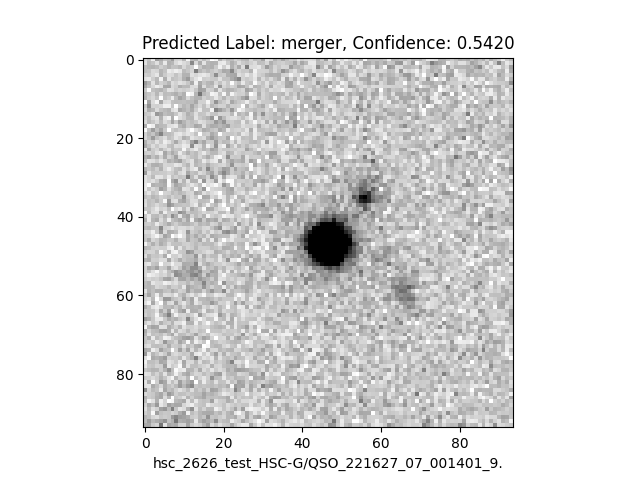 Predicted Label: merger, Confidence: 0.5420
0
20
40
60
80
0 20 40 60 80
hsc_2626_test_HSC-G/QSO_221627_07_001401_9.